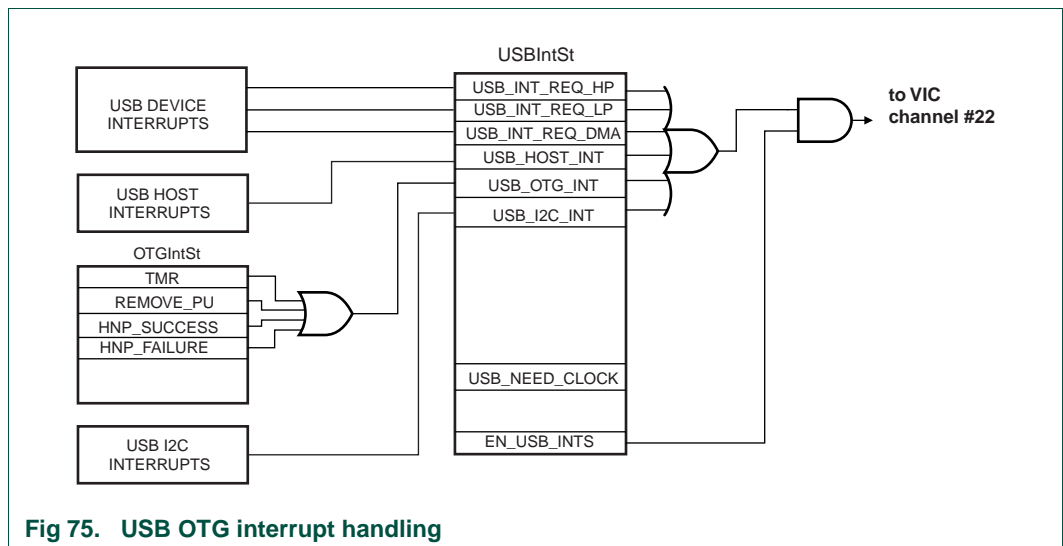 USBIntSt
USB DEVICE
INTERRUPTS
USB_INT_REQ_HP
USB_INT_REQ_LP
USB_INT_REQ_DMA
USB_HOST_INT
USB_OTG_INT
USB_I2C_INT
to VIC
channel #22
USB HOST
INTERRUPTS
OTGIntSt
TMR
REMOVE_PU
HNP_SUCCESS
HNP_FAILURE
USB_NEED_CLOCK
USB I2C
INTERRUPTS
EN_USB_INTS
Fig 75. USB OTG interrupt handling